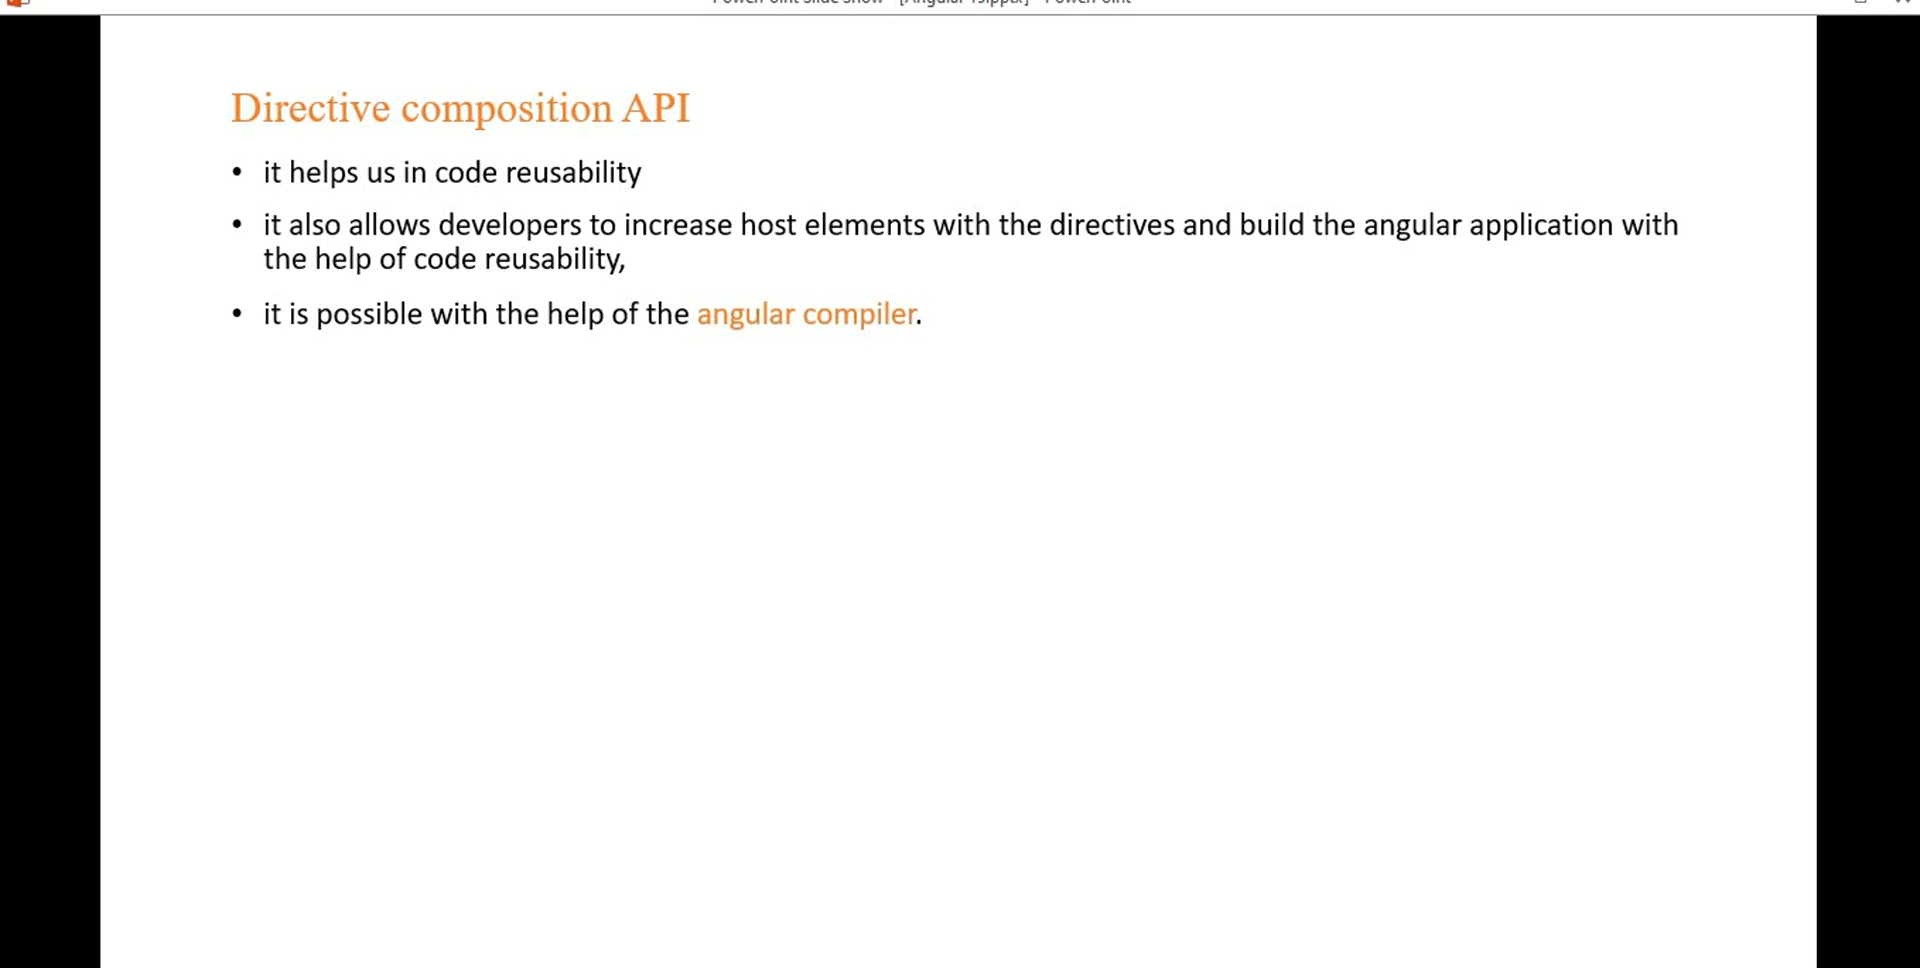 Directive composition API
• it helps us in code reusability
• it also allows developers to increase host elements with the directives and build the angular application with
the help of code reusability,
• it is possible with the help of the angular compiler.